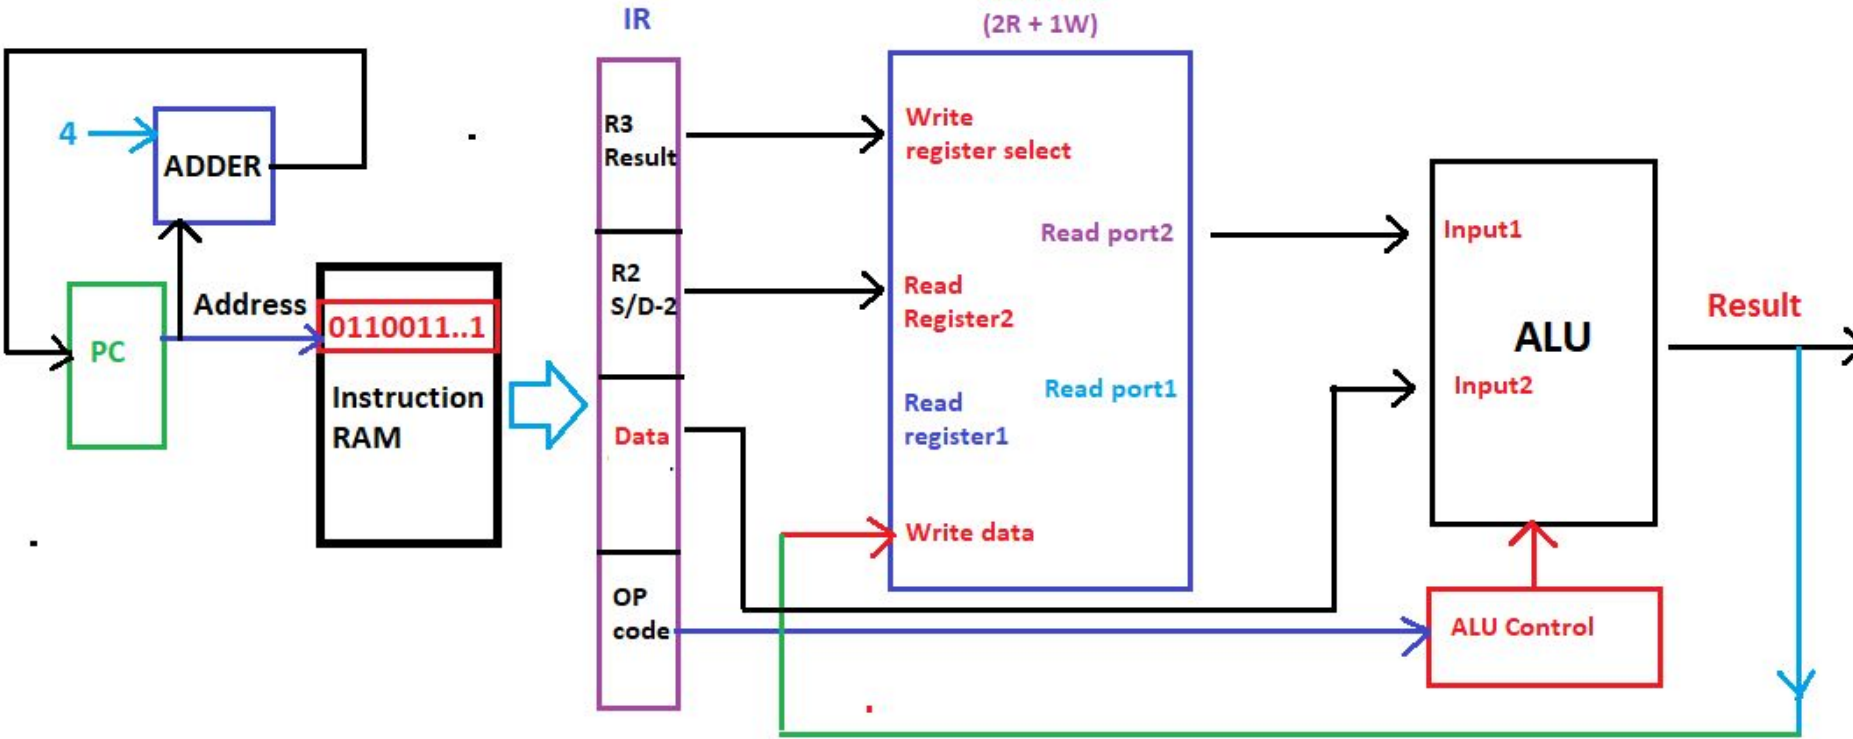 IR
(2R + 1W)
4
ADDER
PC
Address
0110011..1
Instruction
RAM
R3
Result
R2
S/D-2
Data
OP
code
Write
register select
Read port2
Read
Register2
Read port1
Read
register1
Write data
Input1
ALU
Input2
ALU Control
Result